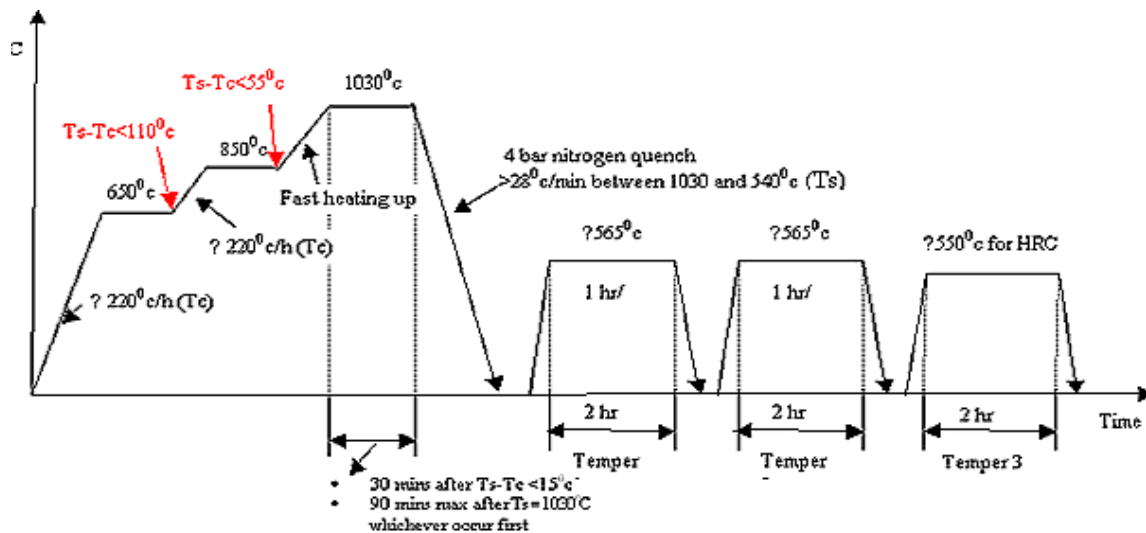 C
Ts-Tc<55⁰c
1030⁰c
Ts-Tc<110⁰c
850⁰c
650⁰c
Fast heating up
4 bar nitrogen quench
>28⁰c/min between 1030 and 540⁰c (Ts)
? 220⁰c/h (Tc)
? 220⁰c/h (Tc)
?565⁰c
?565⁰c
?550⁰c for HRC
1 hr/
1 hr/
2 hr
2 hr
2 hr
Time
Temper
Temper
Temper 3
• 30 mins after Ts-Tc <15⁰c
• 90 mins max after Ts=1030⁰C
whichever occur first